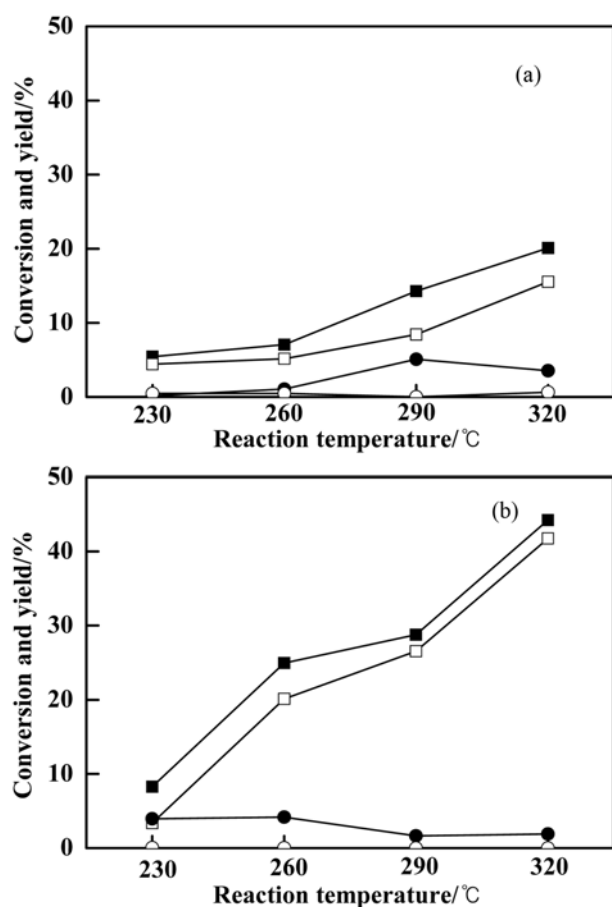 50
(a)
40
30
20
10
0
230 260 290 320
Reaction temperature/℃
Conversion and yield/%
50
(b)
40
30
20
10
0
230 260 290 320
Reaction temperature/℃
Conversion and yield/%